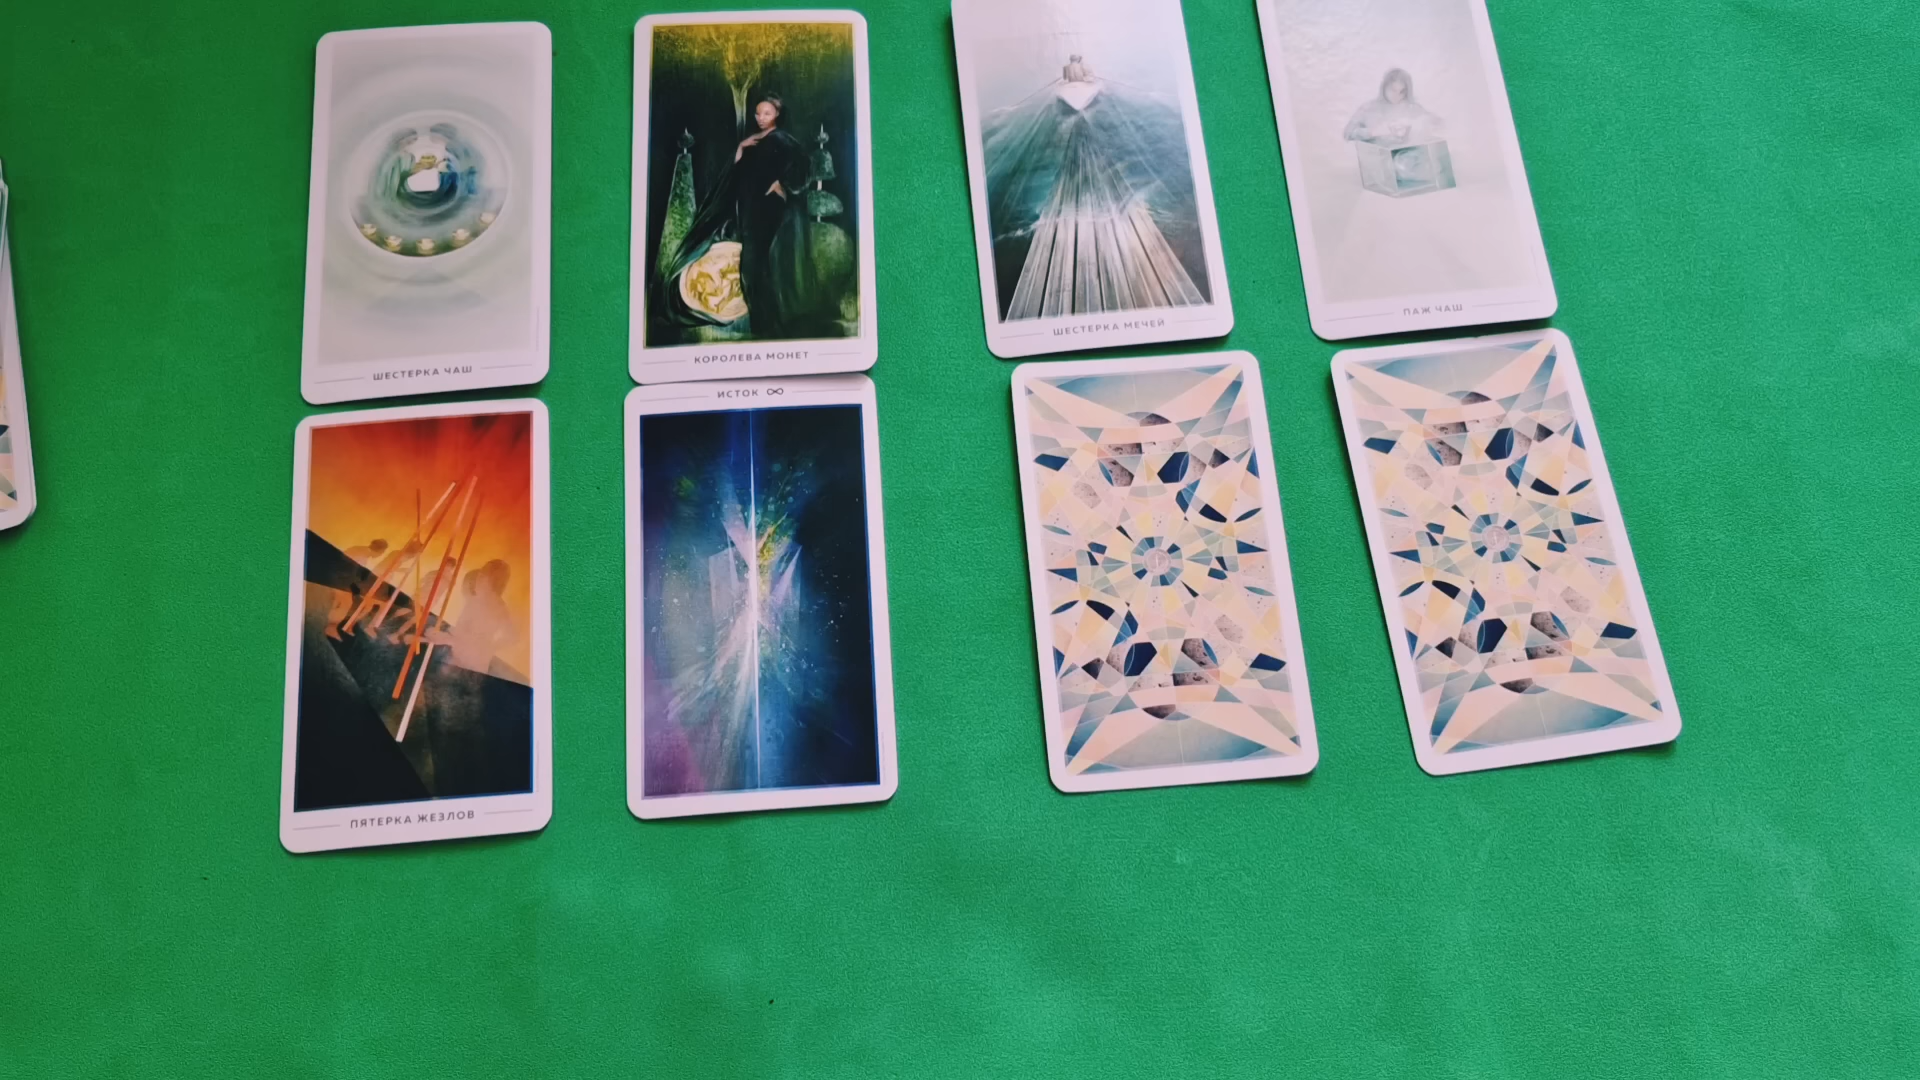 ШЕСТЕРКА ЧАШ
КОРОЛЕВА МОНЕТ
ШЕСТЕРКА МЕЧЕЙ
ПАЖ ЧАШ
ПЯТЕРКА ЖЕЗЛОВ
ИСТОК ∞